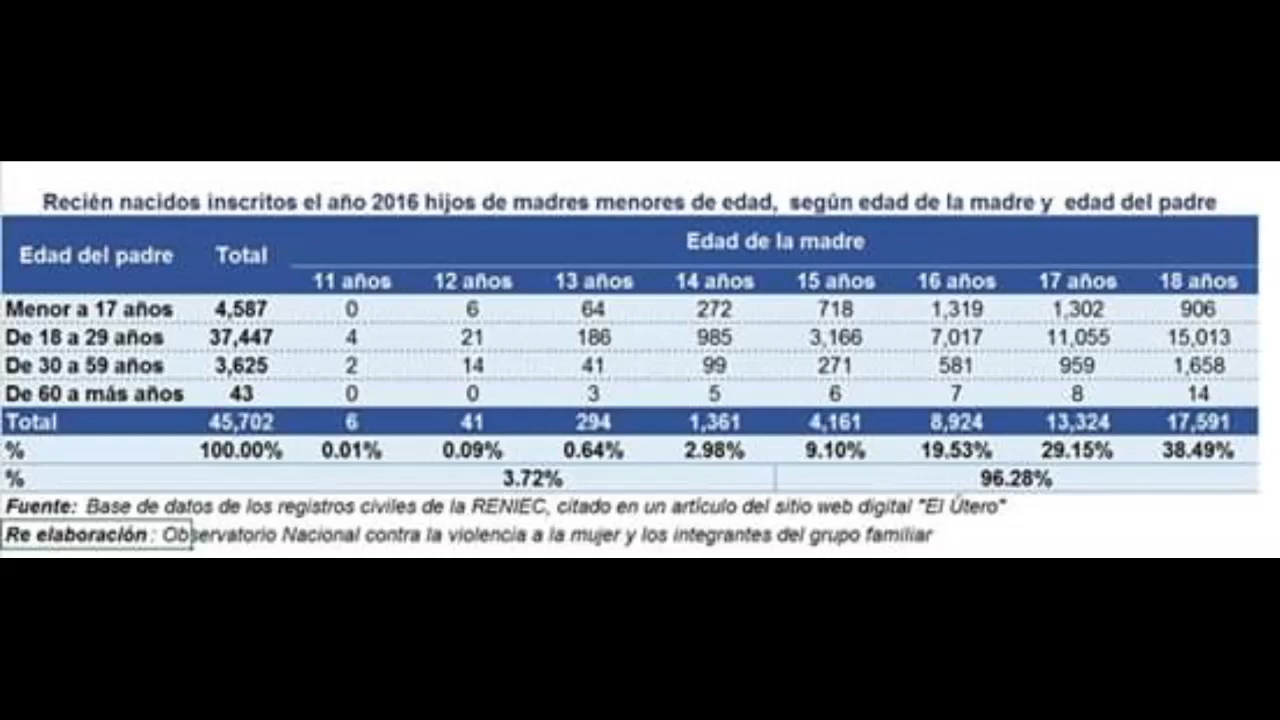 Recién nacidos inscritos el año 2016 hijos de madres menores de edad, según edad de la madre y edad del padre
Edad del padre Total Edad de la madre
11 años 12 años 13 años 14 años 15 años 16 años 17 años 18 años
Menor a 17 años 4,587 0 6 64 272 718 1,319 1,302 906
De 18 a 29 años 37,447 4 21 186 985 3,166 7,017 11,055 15,013
De 30 a 59 años 3,625 2 14 41 99 271 581 959 1,658
De 60 a más años 43 0 0 3 5 6 7 8 14
Total 45,702 6 41 294 1,361 4,161 8,924 13,324 17,591
% 100.00% 0.01% 0.09% 0.64% 2.98% 9.10% 19.53% 29.15% 38.49%
% 3.72% 96.28%
Fuente: Base de datos de los registros civiles de la RENIEC, citado en un artículo del sitio web digital "El Útero"
Re elaboración : Observatorio Nacional contra la violencia a la mujer y los integrantes del grupo familiar